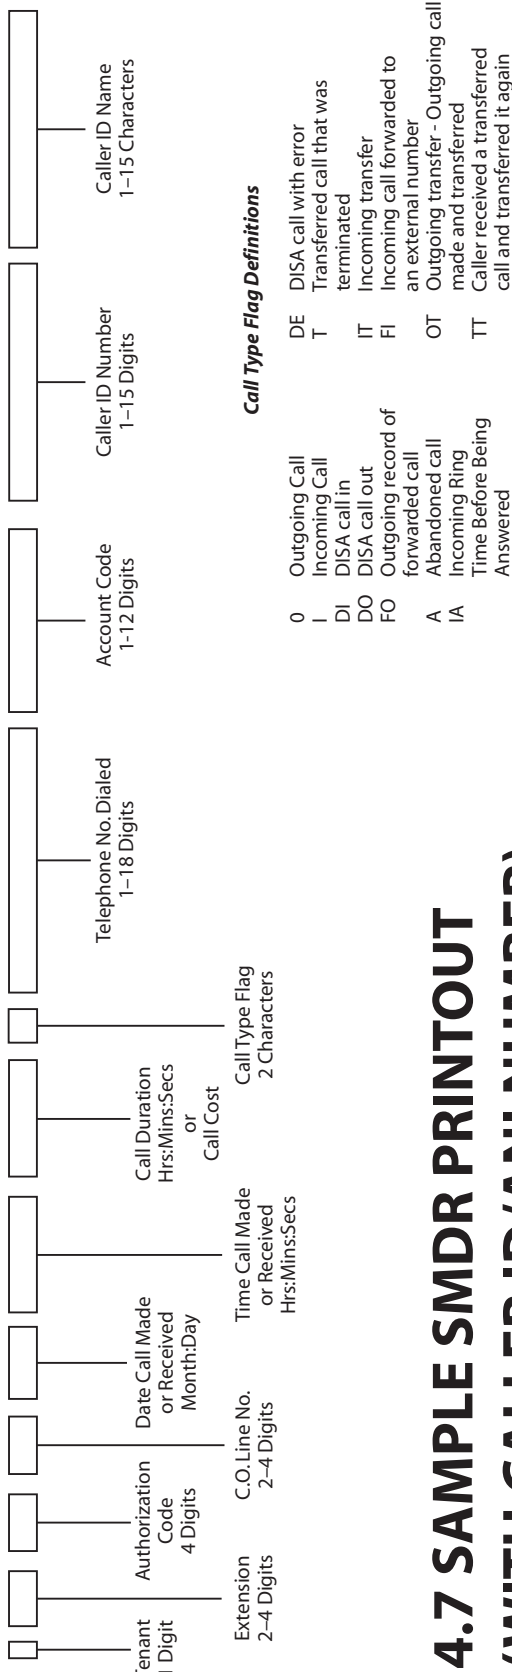 Tenant
1 Digit
Extension
2–4 Digits
Authorization
Code
4 Digits
C.O. Line No.
2–4 Digits
Date Call Made
or Received
Month:Day
Time Call Made
or Received
Hrs:Mins:Secs
Call Duration
Hrs:Mins:Secs
or
Call Cost
Call Type Flag
2 Characters
Telephone No. Dialed
1–18 Digits
Account Code
1-12 Digits
Caller ID Number
1–15 Digits
Caller ID Name
1–15 Characters
Call Type Flag Definitions
0 Outgoing Call
I Incoming Call
DI DISA call in
DO DISA call out
FO Outgoing record of
forwarded call
A Abandoned call
IA Incoming Ring
Time Before Being
Answered
DE DISA call with error
T Transferred call that was
terminated
IT Incoming transfer
FI Incoming call forwarded to
an external number
OT Outgoing transfer - Outgoing call
made and transferred
TT Caller received a transferred
call and transferred it again
4.7 SAMPLE SMDR PRINTOUT
(WITH CALLER ID/ANI NUMBER)